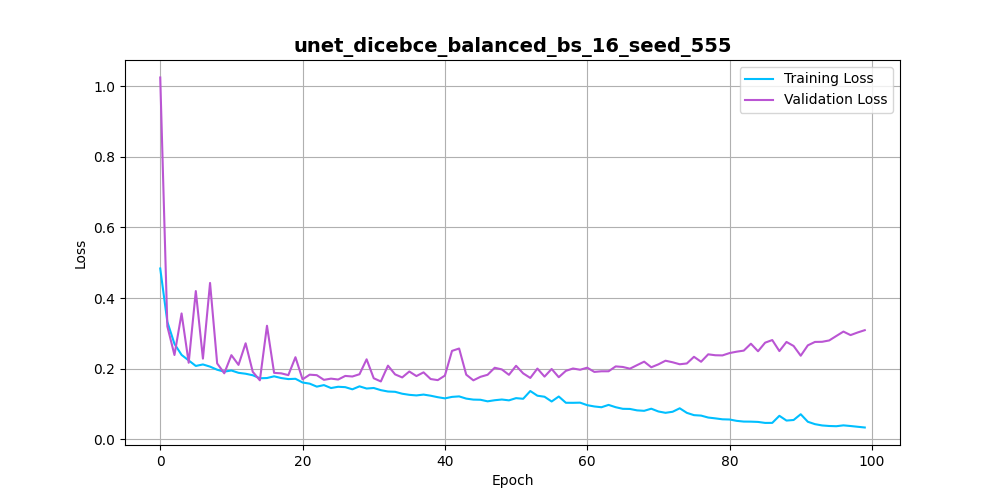 unet_dicebce_balanced_bs_16_seed_555
Training Loss
Validation Loss
1.0
0.8
0.6
0.4
0.2
0.0
Loss
0
20
40
60
80
100
Epoch